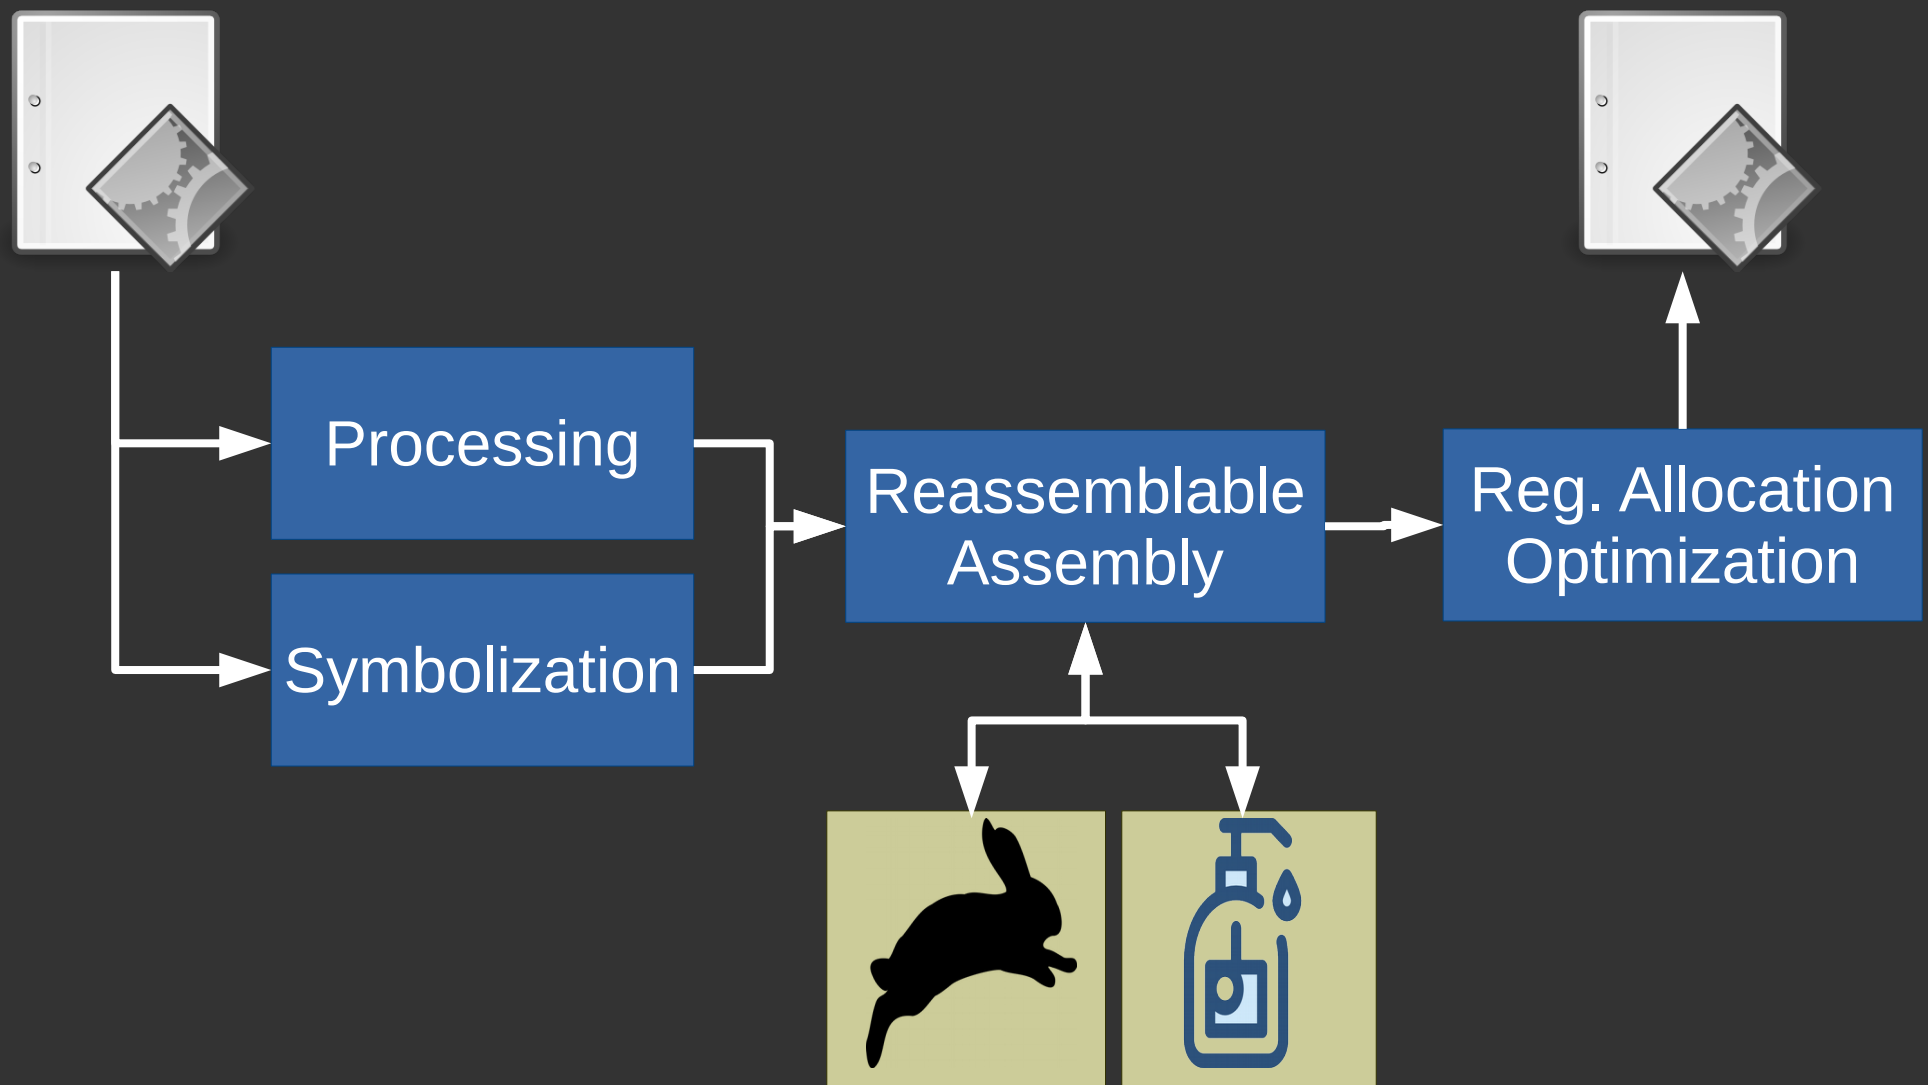 Processing
Symbolization
Reassemblable
Assembly
Reg. Allocation
Optimization